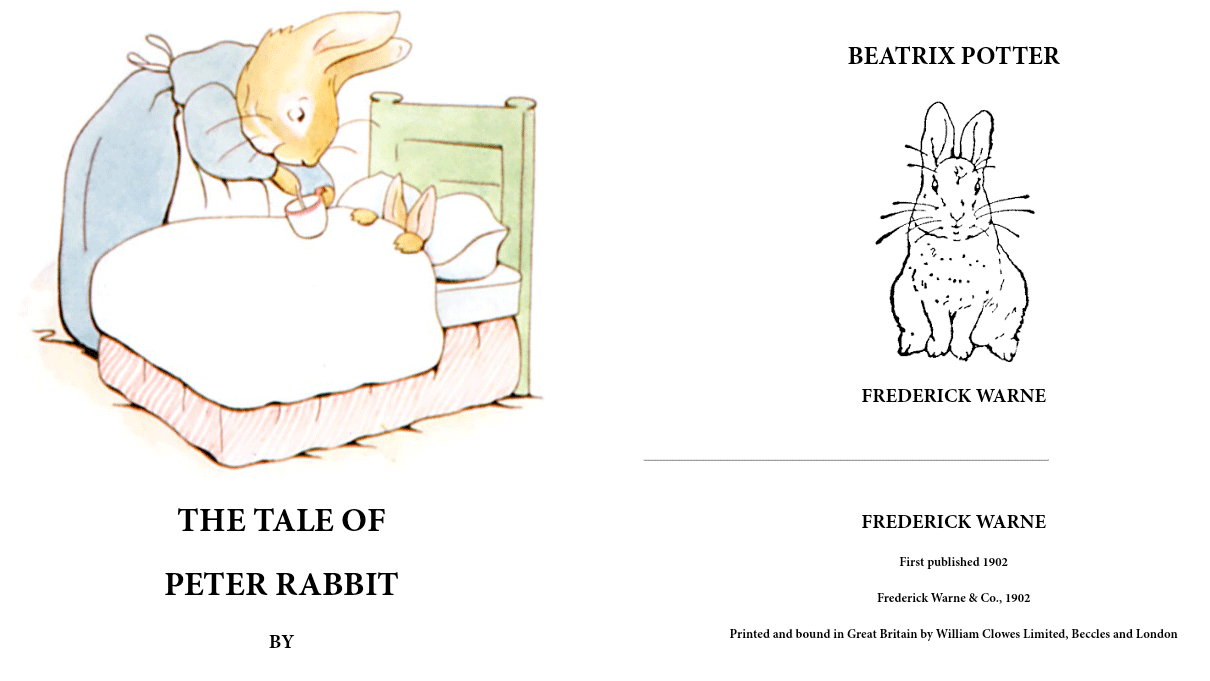 THE TALE OF
PETER RABBIT
BY
BEATRIX POTTER
FREDERICK WARNE
FREDERICK WARNE
First published 1902
Frederick Warne & Co., 1902
Printed and bound in Great Britain by William Clowes Limited, Beccles and London